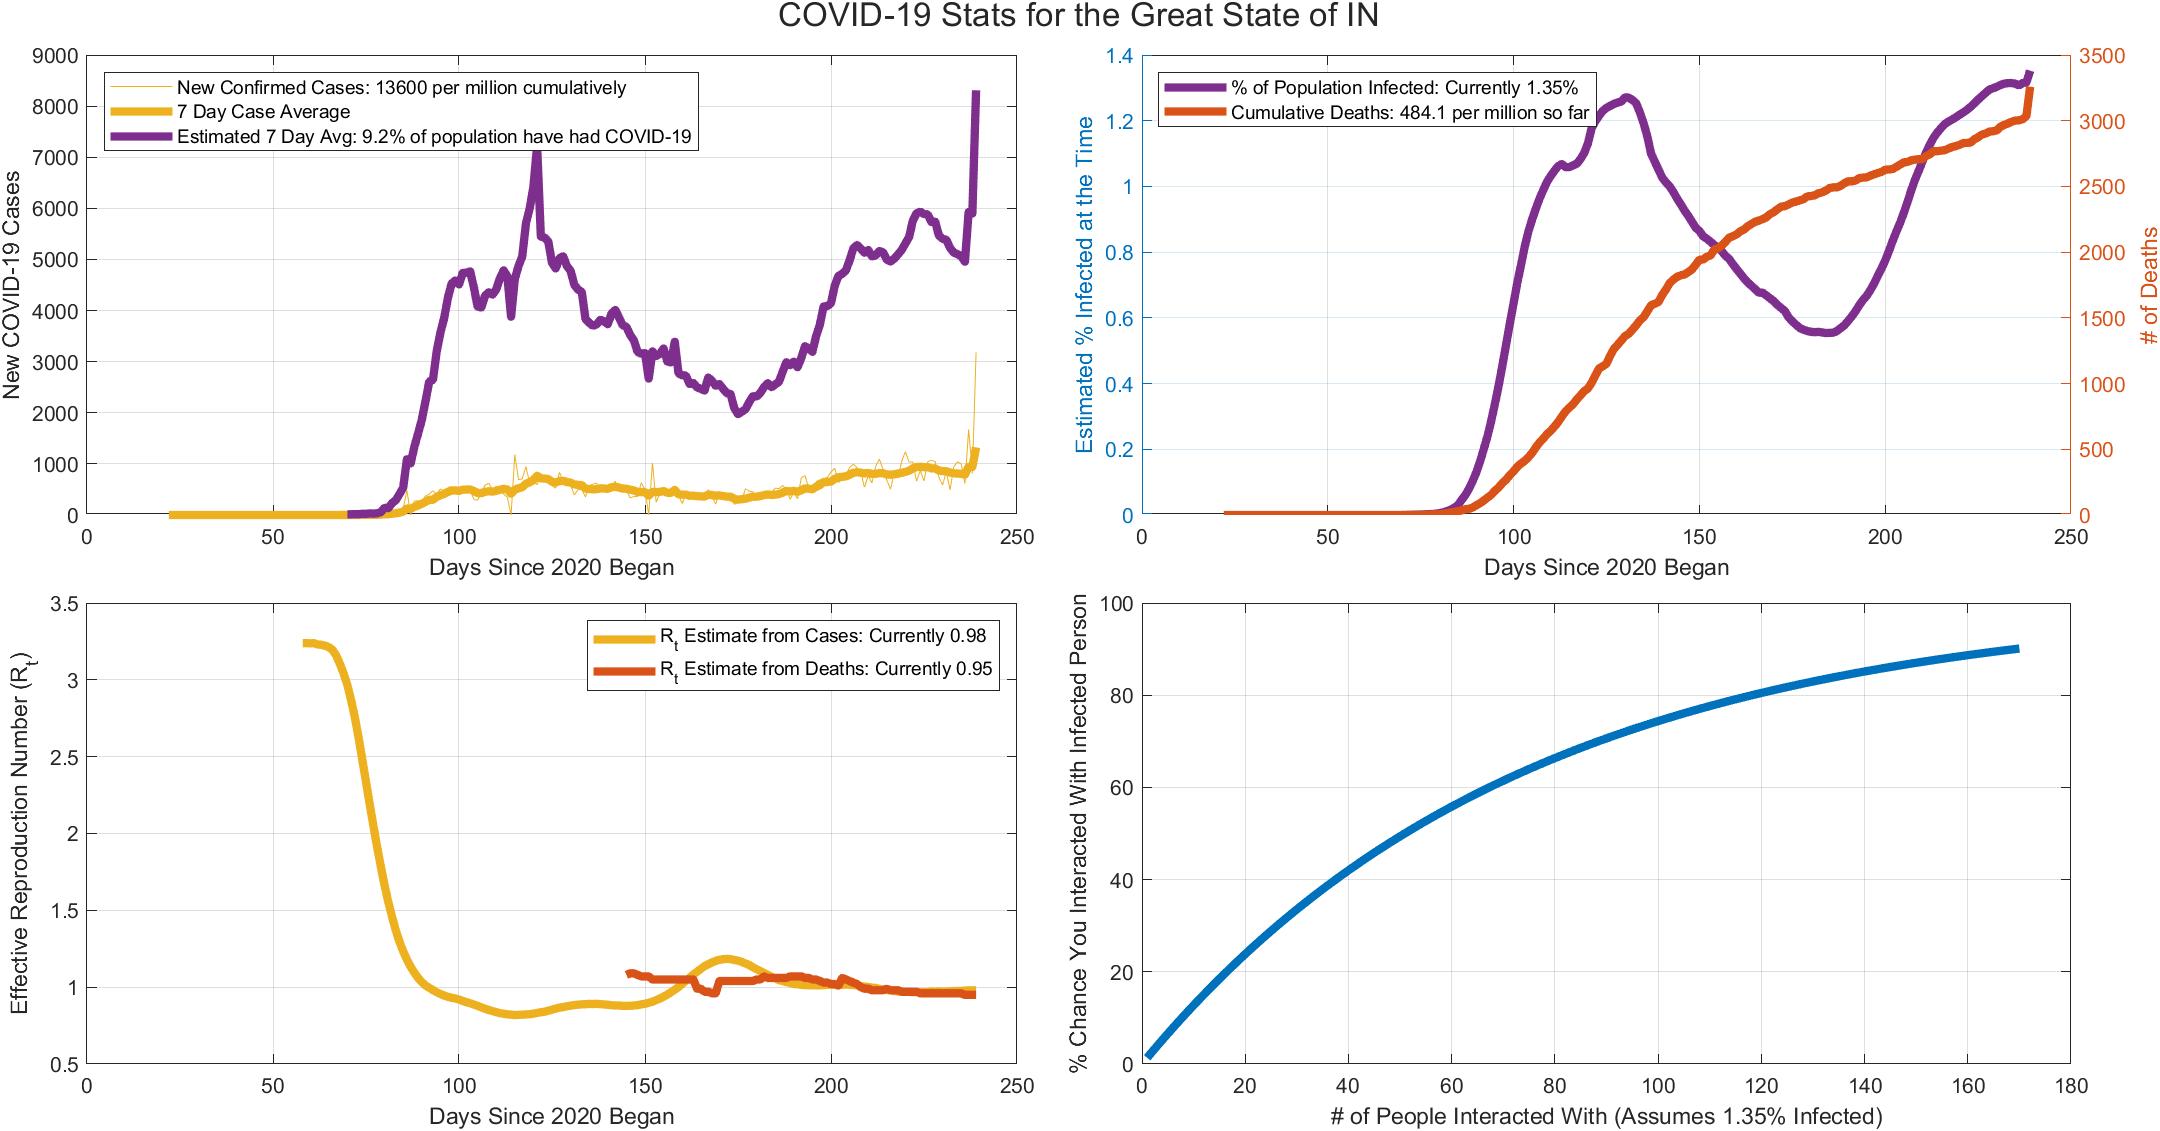 COVID-19 Stats for the Great State of IN
New COVID-19 Cases
9000
8000
7000
6000
5000
4000
3000
2000
1000
0
New Confirmed Cases: 13600 per million cumulatively
7 Day Case Average
Estimated 7 Day Avg: 9.2% of population have had COVID-19
0 50 100 150 200 250
Days Since 2020 Began
Estimated % Infected at the Time
1.4
1.2
1
0.8
0.6
0.4
0.2
0
% of Population Infected: Currently 1.35%
Cumulative Deaths: 484.1 per million so far
3500
3000
2500
2000
1500
1000
500
0
# of Deaths
0 50 100 150 200 250
Days Since 2020 Began
Effective Reproduction Number (Rt)
3.5
3
2.5
2
1.5
1
0.5
Rt Estimate from Cases: Currently 0.98
Rt Estimate from Deaths: Currently 0.95
0 50 100 150 200 250
Days Since 2020 Began
% Chance You Interacted With Infected Person
100
80
60
40
20
0
0 20 40 60 80 100 120 140 160 180
# of People Interacted With (Assumes 1.35% Infected)